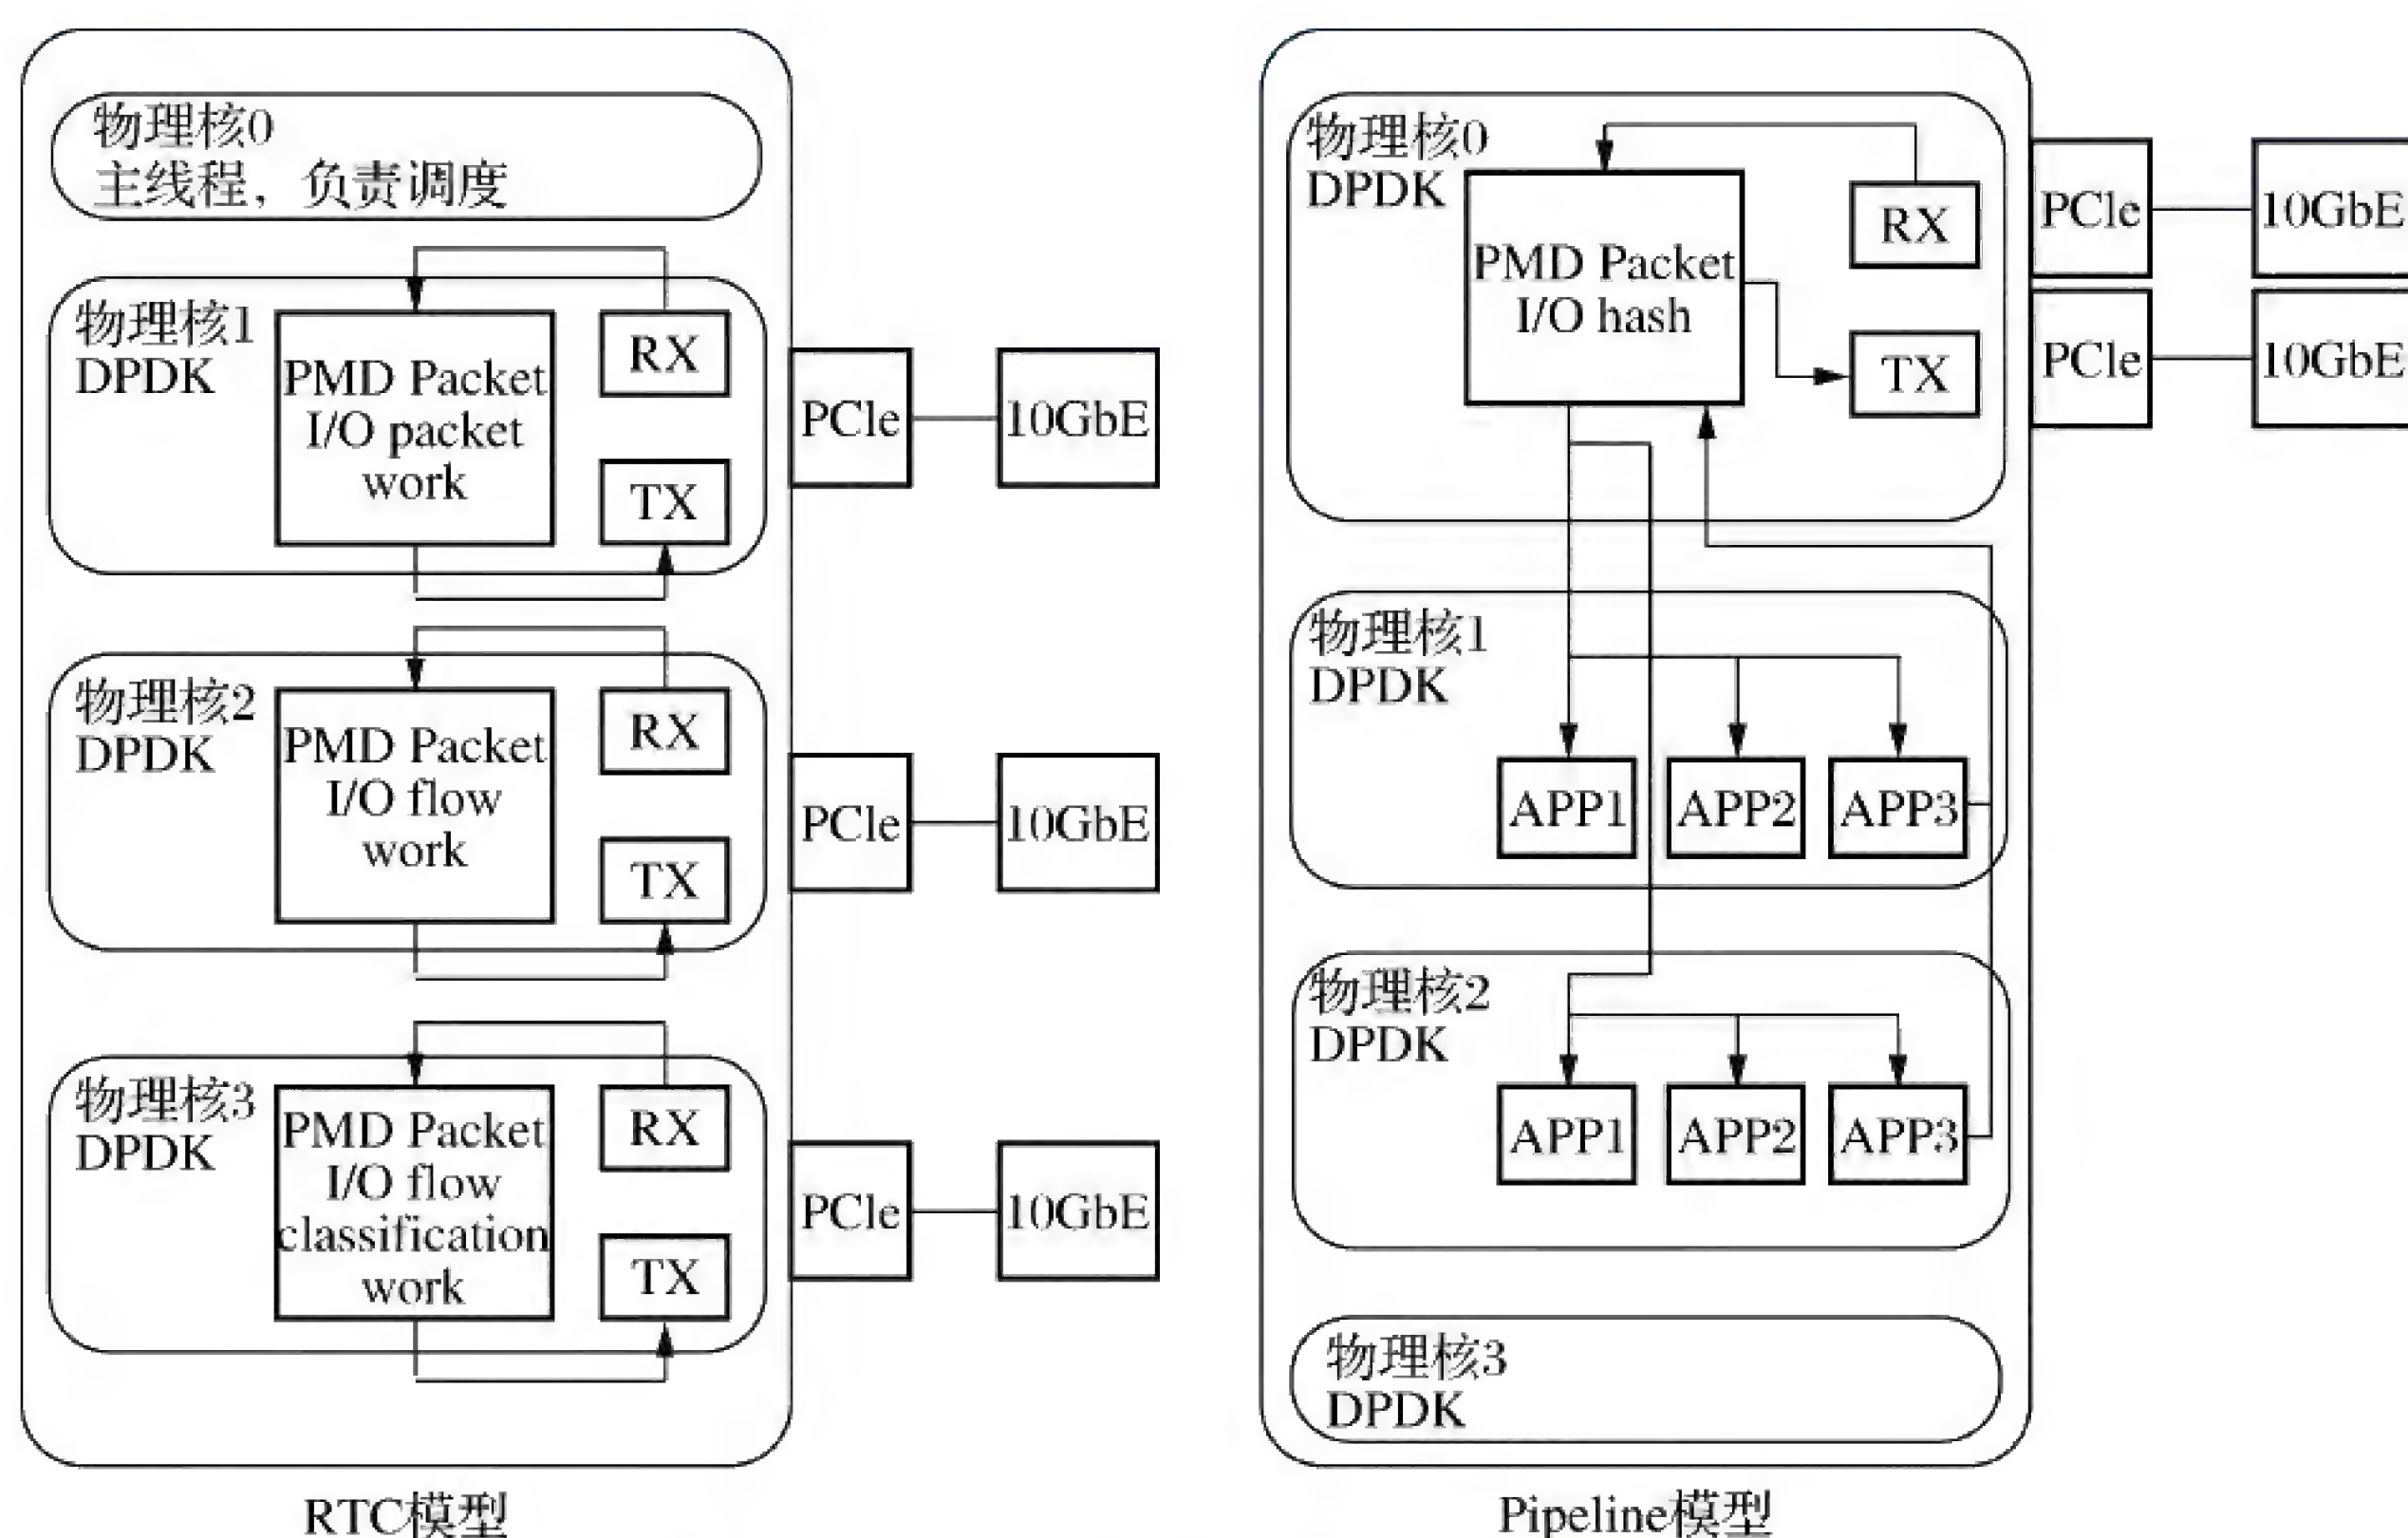 物理核0
主线程，负责调度
物理核1
DPDK
PMD Packet
I/O packet
work
RX
TX
PCle
10GbE
物理核2
DPDK
PMD Packet
I/O flow
work
RX
TX
PCle
10GbE
物理核3
DPDK
PMD Packet
I/O flow
classification
work
RX
TX
PCle
10GbE
RTC模型
物理核0
DPDK
PMD Packet
I/O hash
RX
TX
PCle
10GbE
PCle
10GbE
物理核1
DPDK
APP1
APP2
APP3
物理核2
DPDK
APP1
APP2
APP3
物理核3
DPDK
Pipeline模型